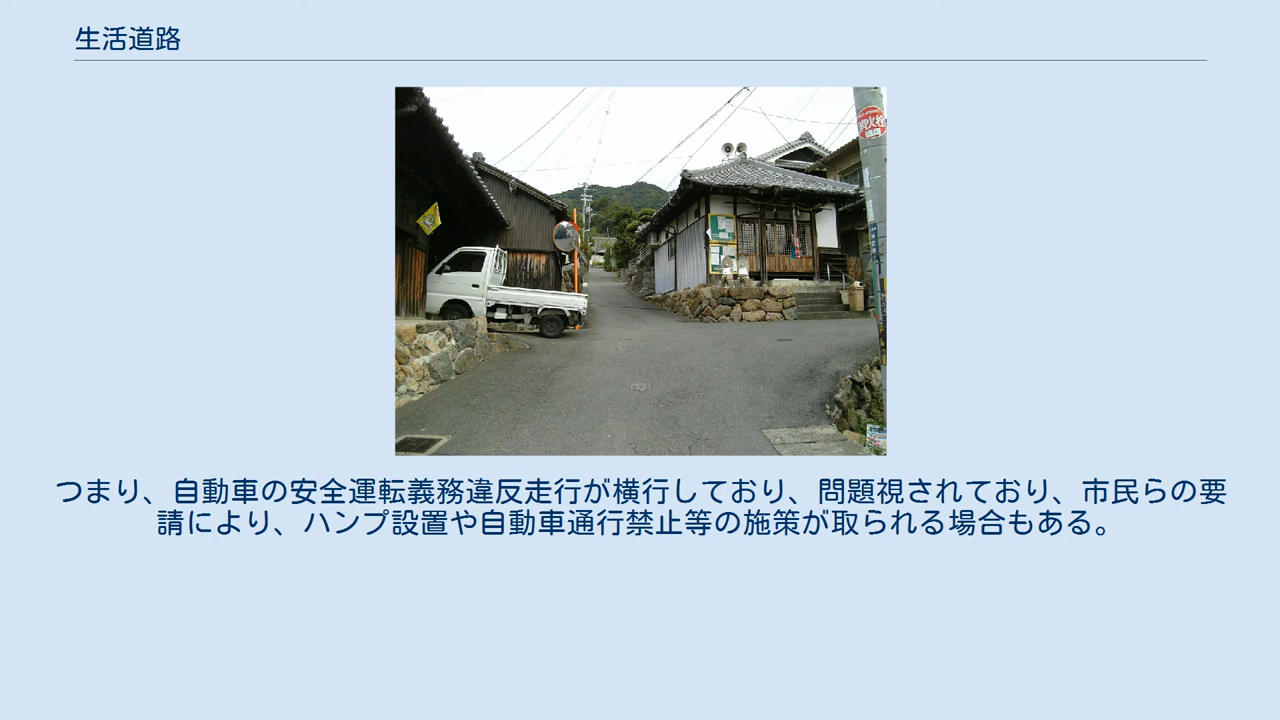 生活道路
消火栓
つまり、自動車の安全運転義務違反走行が横行しており、問題視されており、市民らの要
請により、ハンプ設置や自動車通行禁止等の施策が取られる場合もある。